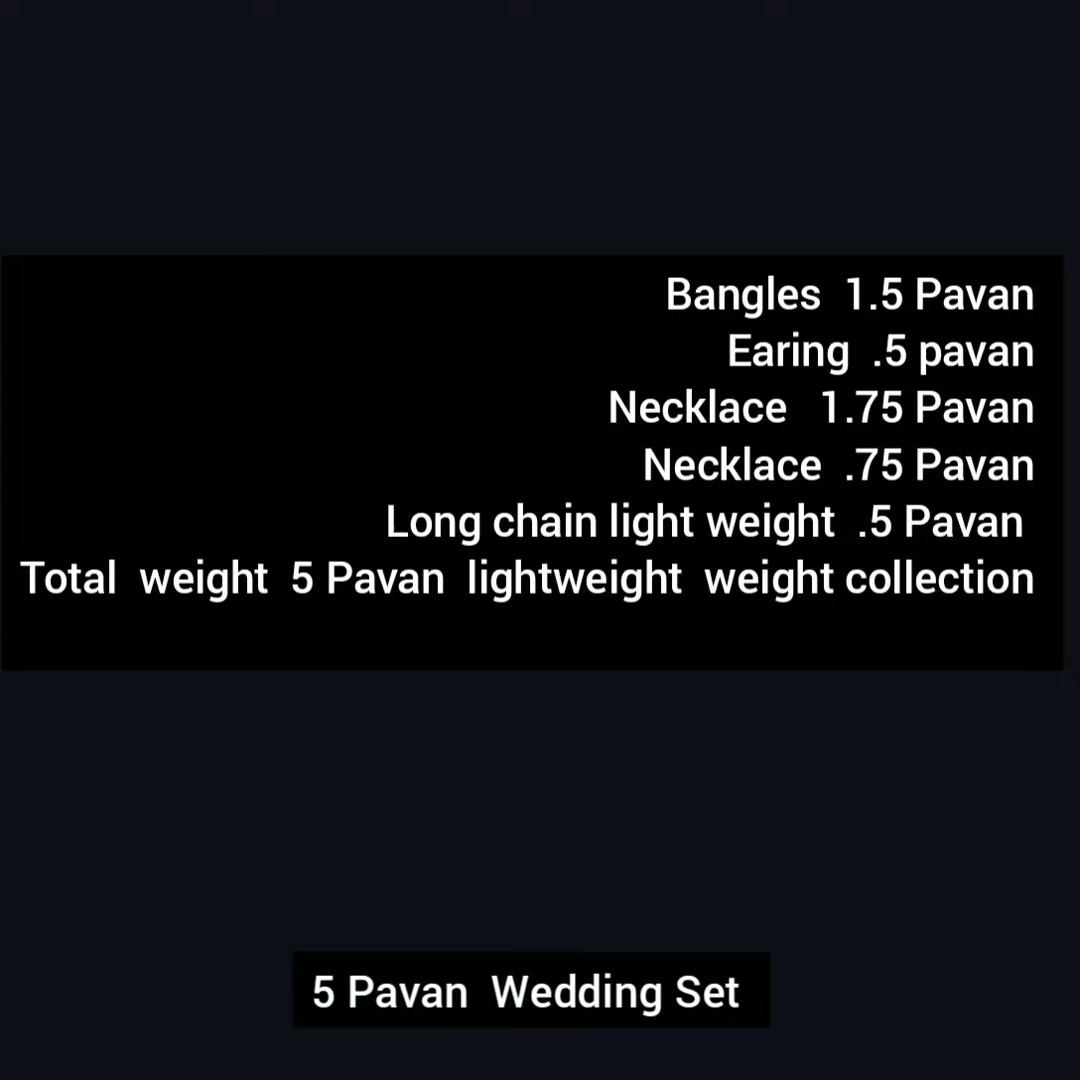 Bangles 1.5 Pavan
Earing .5 pavan
Necklace 1.75 Pavan
Necklace .75 Pavan
Long chain light weight .5 Pavan
Total weight 5 Pavan lightweight weight collection
5 Pavan Wedding Set